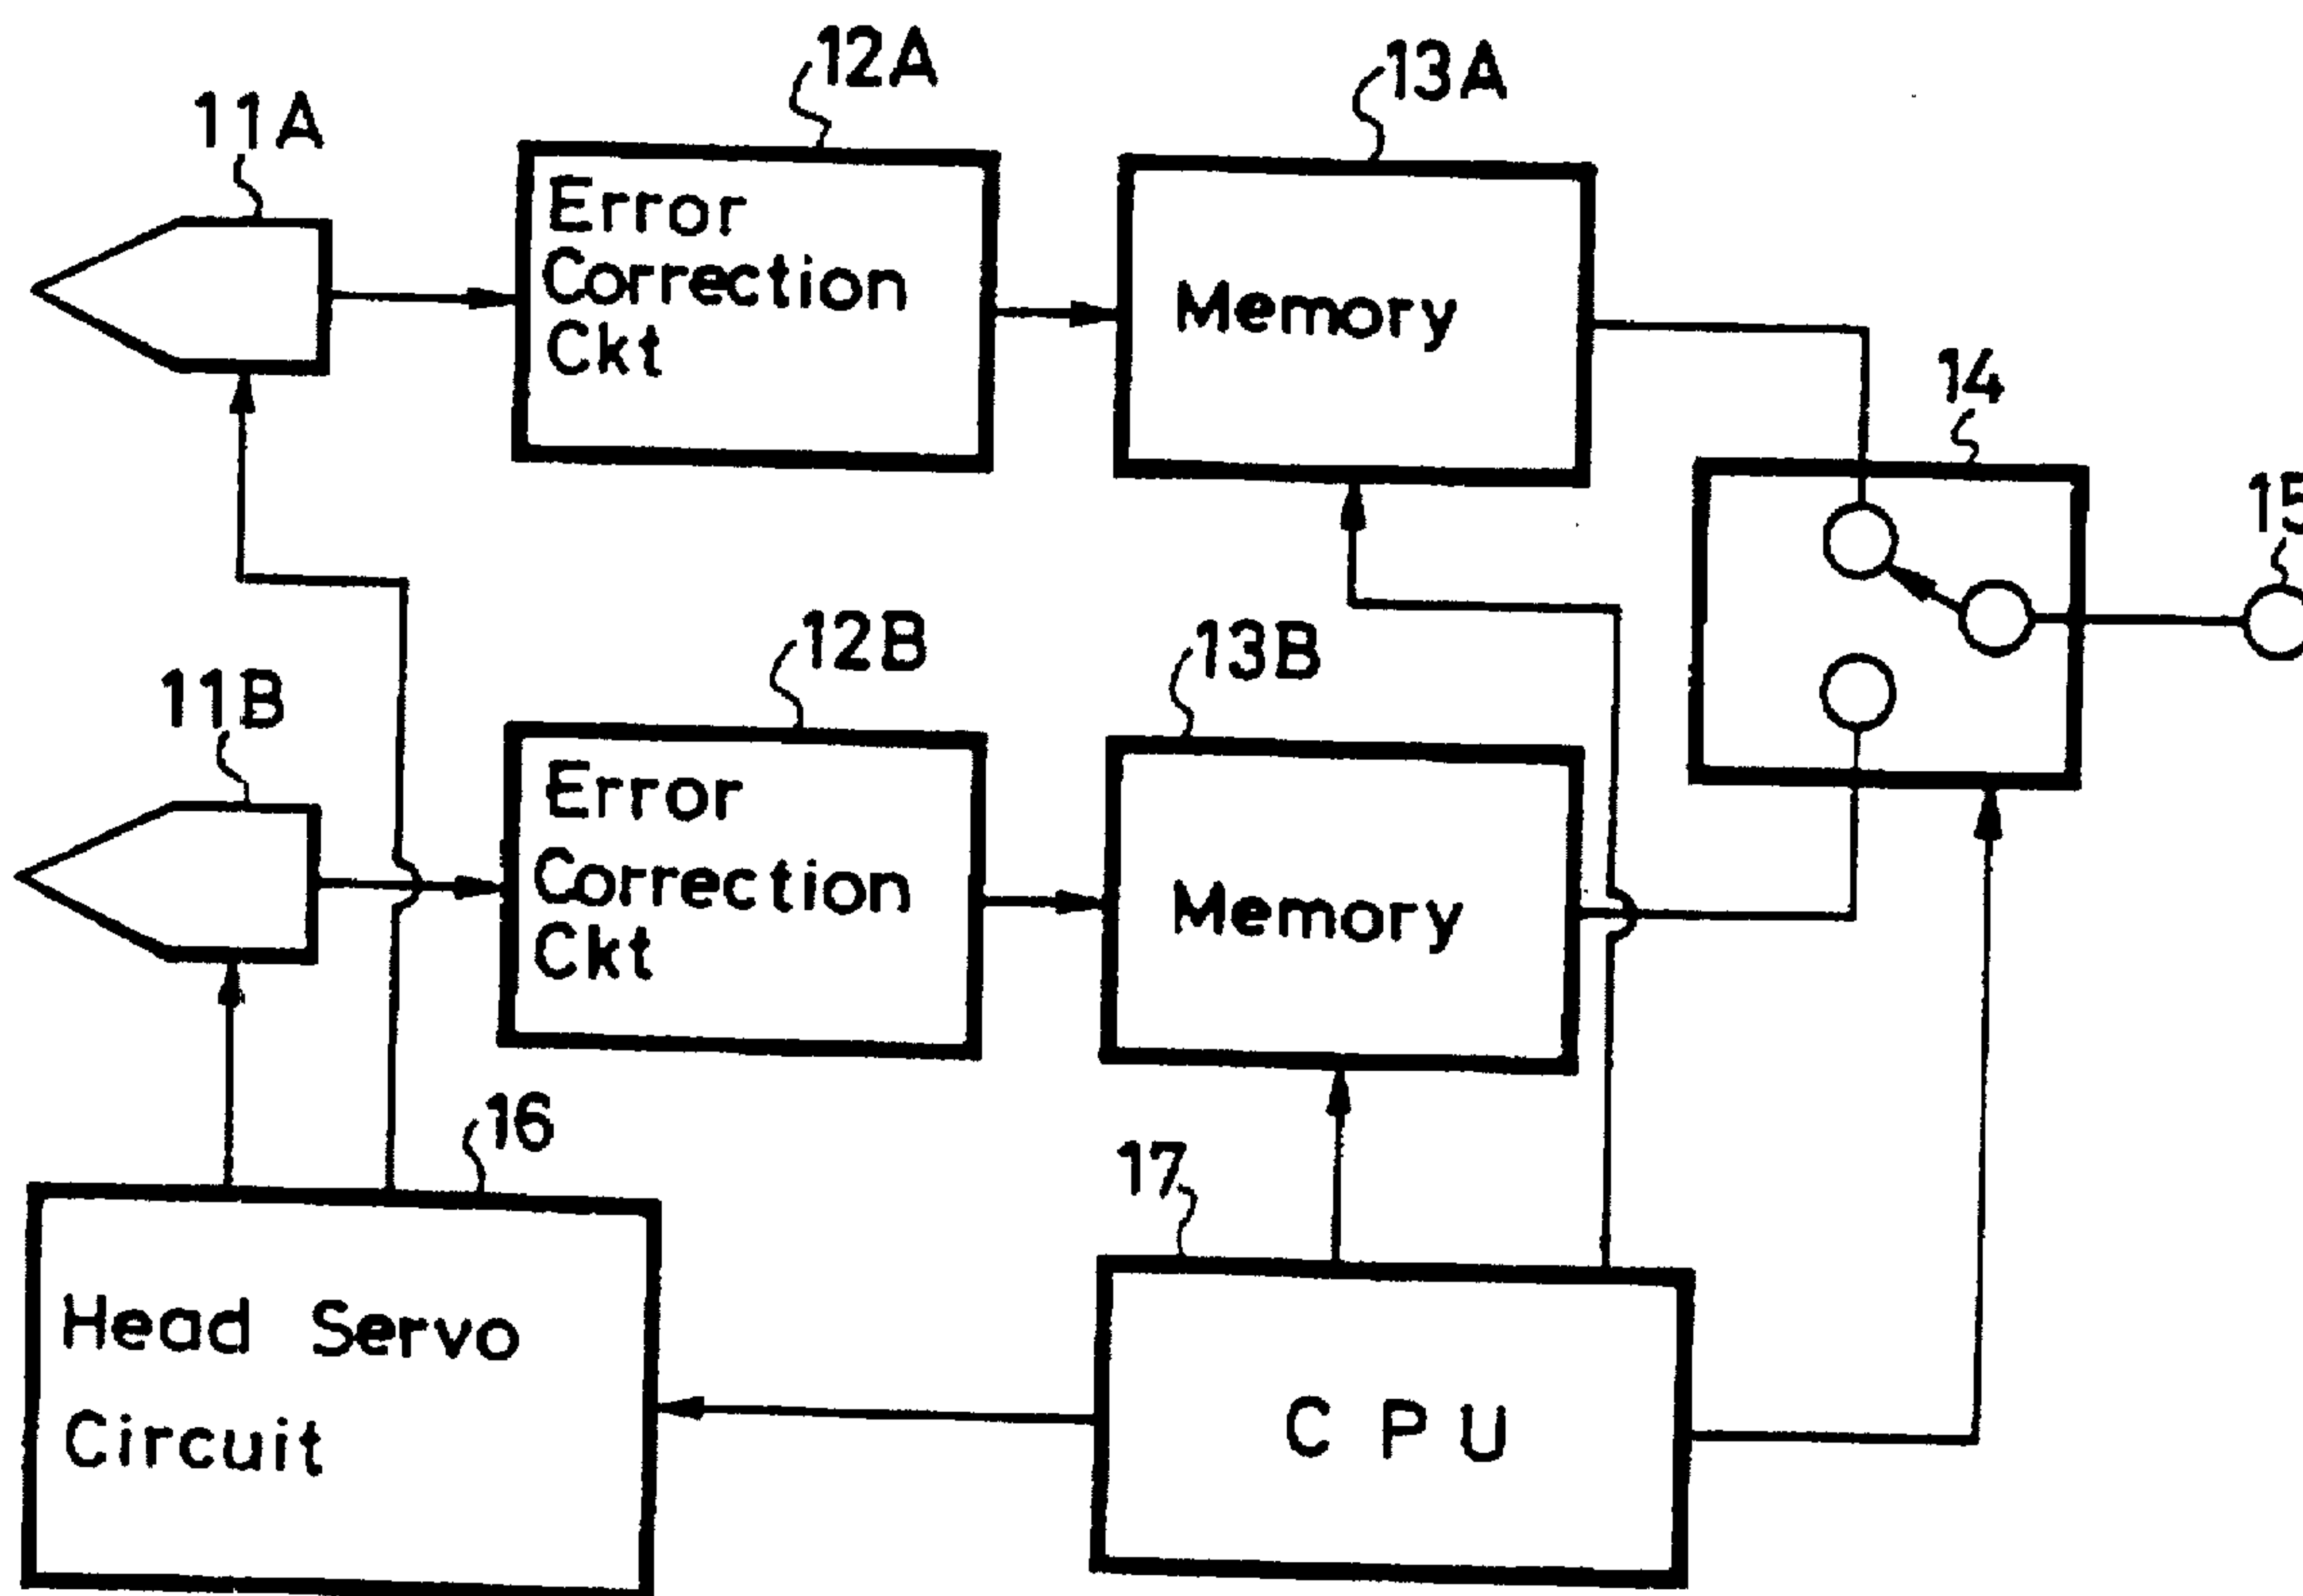 12A
13A
11A
Error
Correction
Ckt
Memory
14
15
12B
13B
11B
Error
Correction
Ckt
Memory
16
17
Head Servo
Circuit
C P U